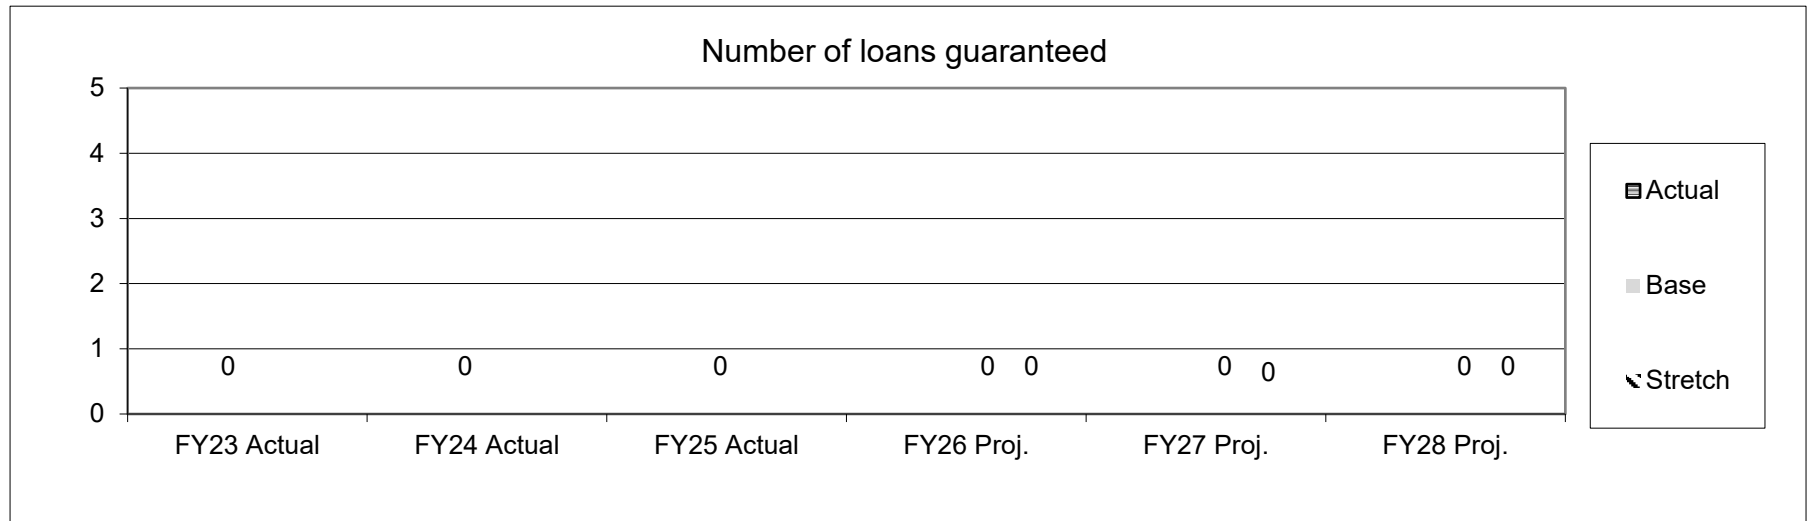 Number of loans guaranteed
5
4
3
2
1
0
0
0
0
0 0
0 0
0 0
FY23 Actual
FY24 Actual
FY25 Actual
FY26 Proj.
FY27 Proj.
FY28 Proj.
Actual
Base
Stretch